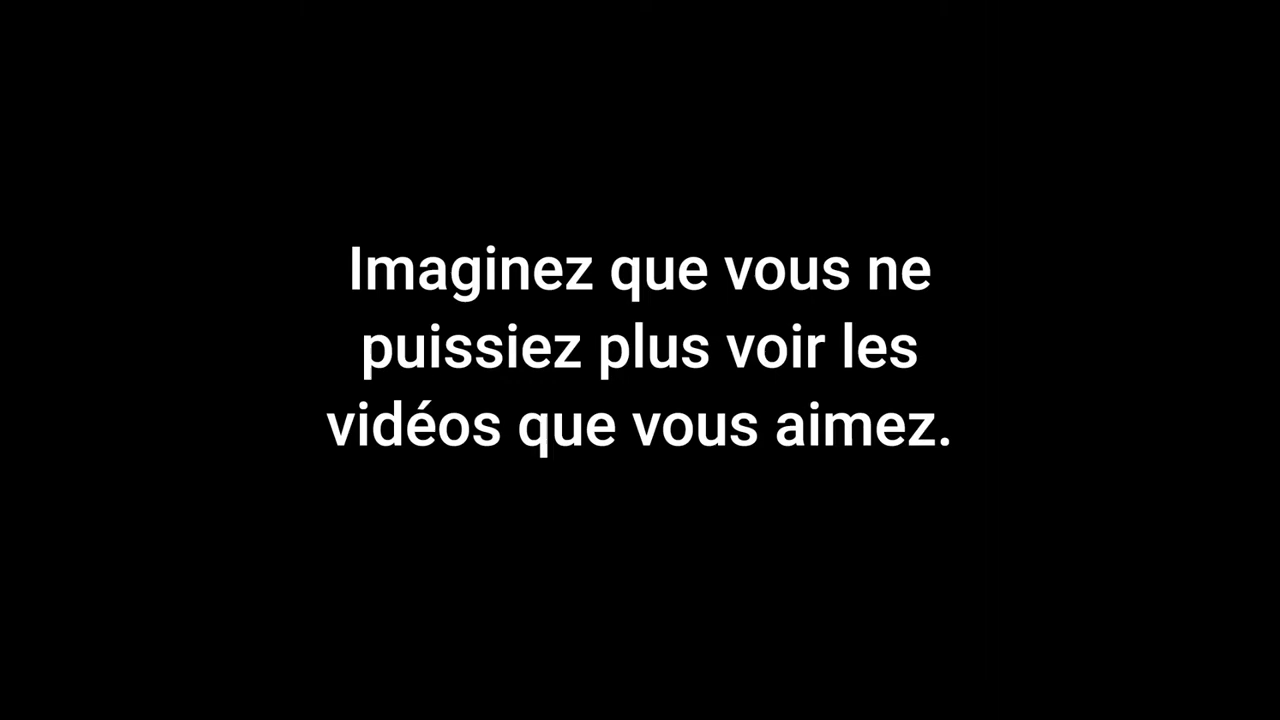 Imaginez que vous ne
puissiez plus voir les
vidéos que vous aimez.